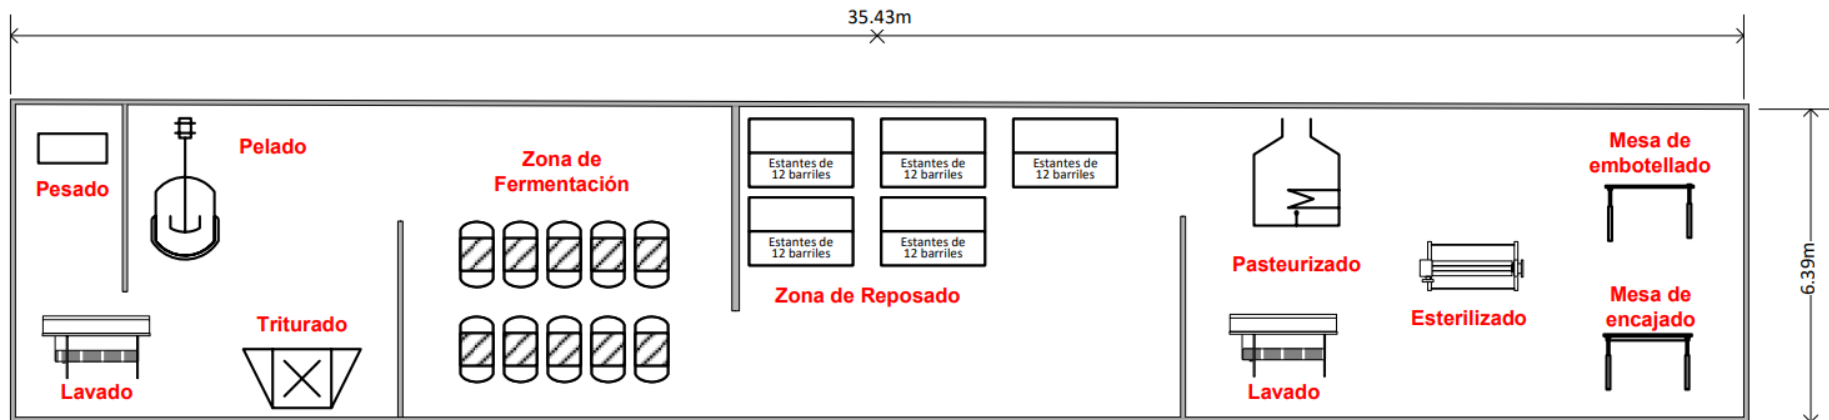 35.43m
Pesado
Pelado
Lavado
Triturado
Zona de
Fermentación
Estantes de
12 barriles
Estantes de
12 barriles
Estantes de
12 barriles
Estantes de
12 barriles
Estantes de
12 barriles
Zona de Reposado
Pasteurizado
Lavado
Esterilizado
Mesa de
embotellado
Mesa de
encajado
6.39m